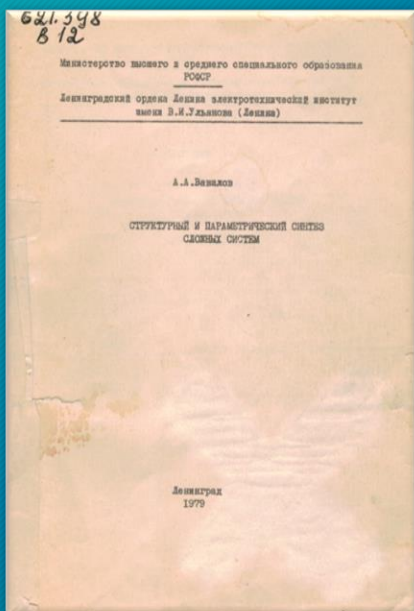 621.398
В 12
Министерство высшего и среднего специального образования
РСФСР
Ленинградский ордена Ленина электротехнический институт
имени В.И.Ульянова (Ленина)
А.А.Вавилов
СТРУКТУРНЫЙ И ПАРАМЕТРИЧЕСКИЙ СИНТЕЗ
СЛОЖНЫХ СИСТЕМ
Ленинград
1979